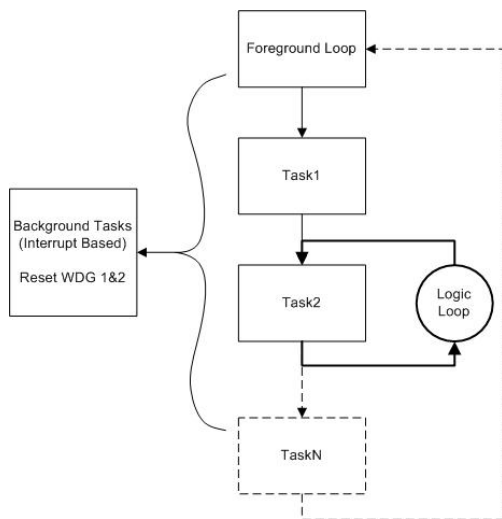 Foreground Loop
Task1
Background Tasks
(Interrupt Based)
Reset WDG 1&2
Task2
Logic
Loop
TaskN